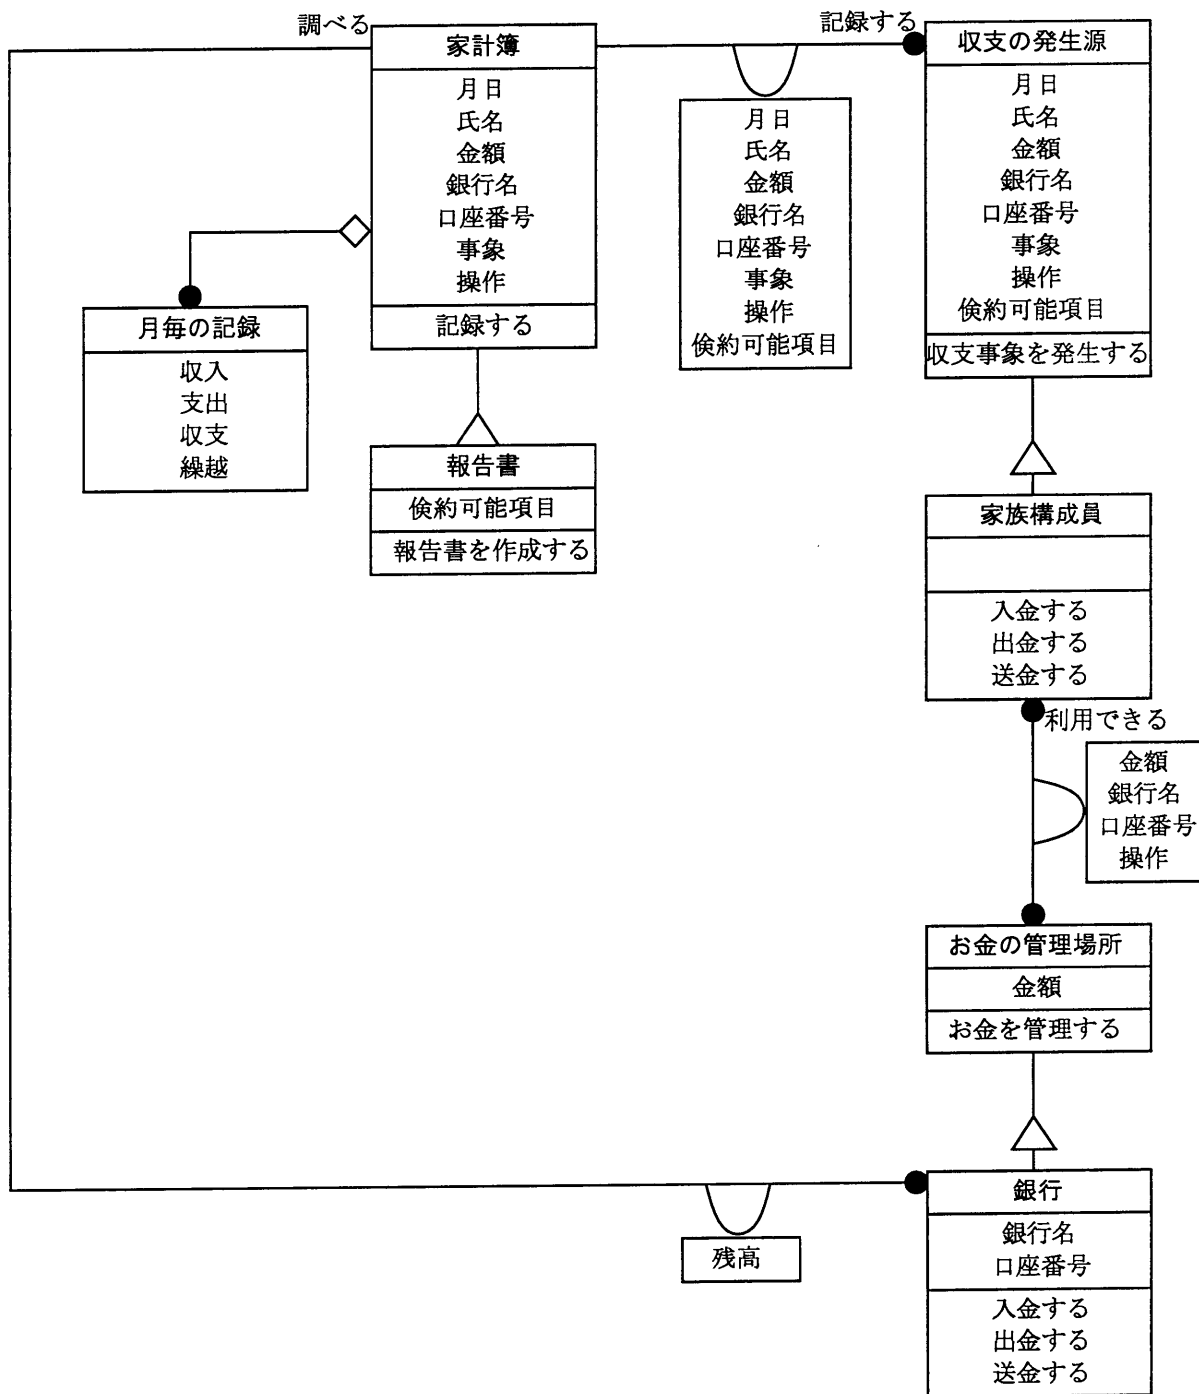 調べる
家計簿
月日
氏名
金額
銀行名
口座番号
事象
操作
記録する
記録する
月日
氏名
金額
銀行名
口座番号
事象
操作
倹約可能項目
収支の発生源
月日
氏名
金額
銀行名
口座番号
事象
操作
倹約可能項目
収支事象を発生する
月毎の記録
収入
支出
収支
繰越
報告書
倹約可能項目
報告書を作成する
家族構成員
入金する
出金する
送金する
利用できる
金額
銀行名
口座番号
操作
お金の管理場所
金額
お金を管理する
残高
銀行
銀行名
口座番号
入金する
出金する
送金する